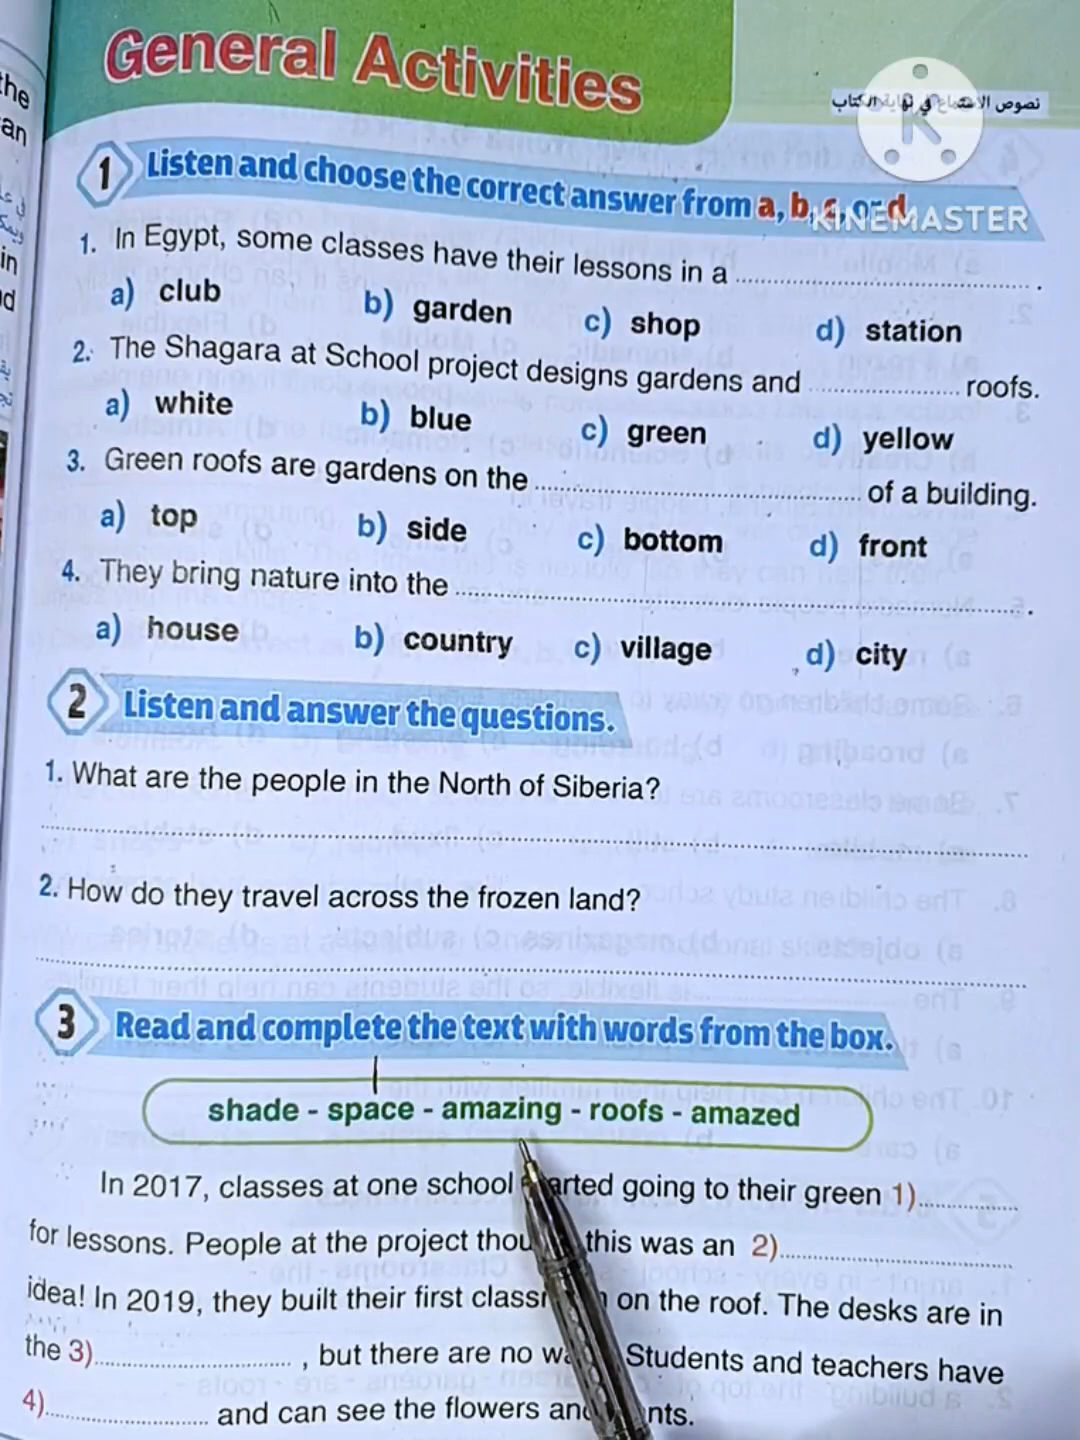 General Activities
نصوص الاستماع في نهاية الكتاب
K
KINEMASTER
the
an
in
1 Listen and choose the correct answer from a, b, c, or d.
1. In Egypt, some classes have their lessons in a ........................ .
a) club b) garden c) shop d) station
2. The Shagara at School project designs gardens and ............... roofs.
a) white b) blue c) green d) yellow
3. Green roofs are gardens on the ........................ of a building.
a) top b) side c) bottom d) front
4. They bring nature into the ........................ .
a) house b) country c) village d) city
2 Listen and answer the questions.
1. What are the people in the North of Siberia?
2. How do they travel across the frozen land?
3 Read and complete the text with words from the box.
shade - space - amazing - roofs - amazed
In 2017, classes at one school started going to their green 1)...............
for lessons. People at the project thought this was an 2)........................
idea! In 2019, they built their first classroom on the roof. The desks are in
the 3)........................ , but there are no Students and teachers have
4)........................ and can see the flowers and plants.